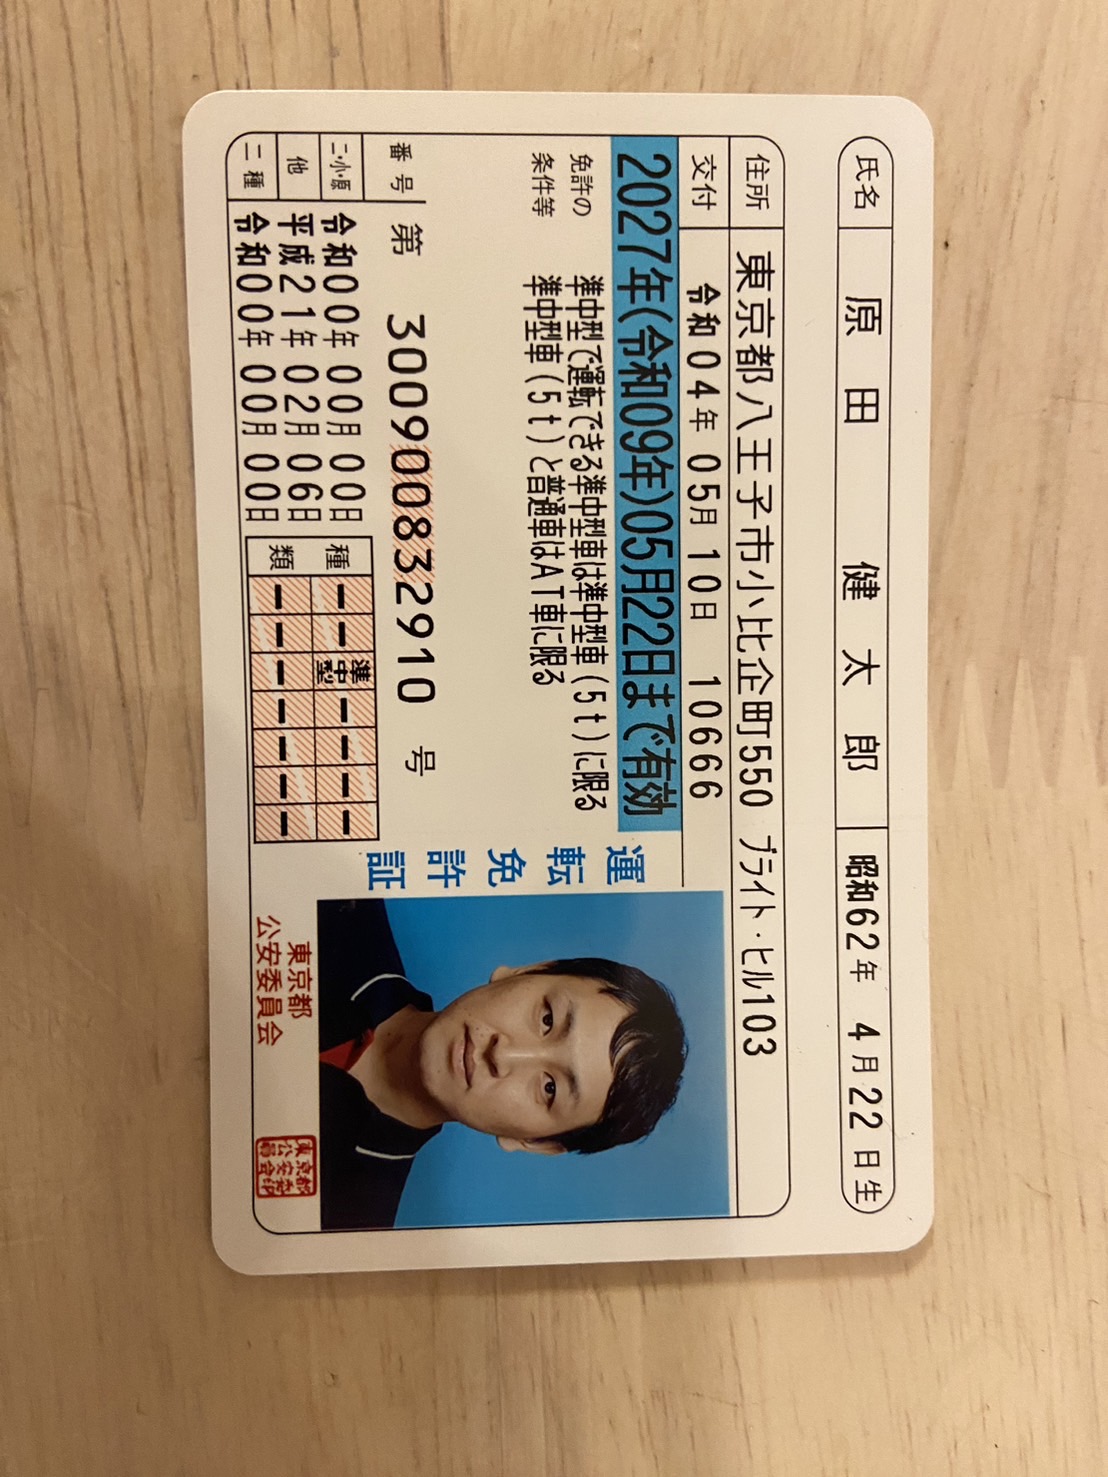 氏名 原田 健太郎 昭和62年 4月22日生
住所 東京都八王子市小比企町550 ブライト・ヒル103
交付 令和04年05月10日 10666
2027年(令和09年)05月22日まで有効
免許の条件等
準中型で運転できる準中型車は準中型車(5t)に限る
準中型車(5t)と普通車はAT車に限る
番号 第 300900832910 号
二・小・原 令和00年00月00日
他 平成21年02月06日
二種 令和00年00月00日
種類
準中型
運転免許証
東京都
公安委員会